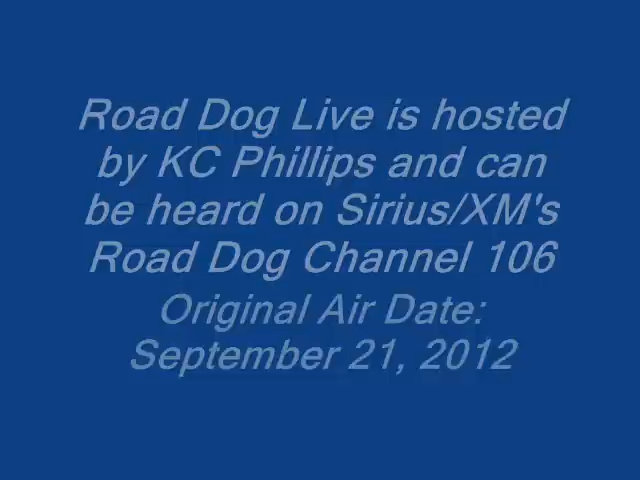 Road Dog Live is hosted
by KC Phillips and can
be heard on Sirius/XM's
Road Dog Channel 106
Original Air Date:
September 21, 2012